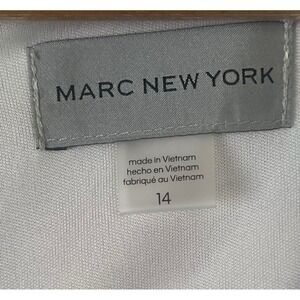 MARC NEW YORK
made in Vietnam
hecho en Vietnam
fabriqué au Vietnam
14